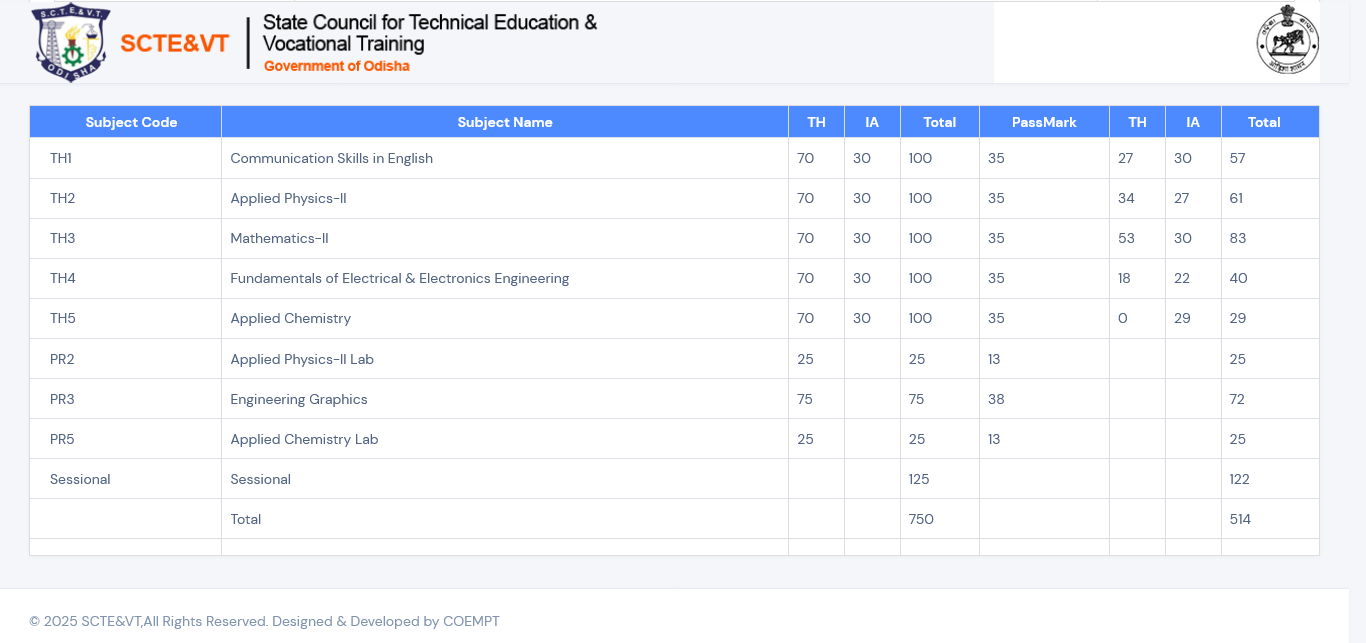 S.C.T.E.&V.T.
ODISHA
SCTE&VT
State Council for Technical Education &
Vocational Training
Government of Odisha
Subject Code Subject Name TH IA Total PassMark TH IA Total
TH1 Communication Skills in English 70 30 100 35 27 30 57
TH2 Applied Physics-II 70 30 100 35 34 27 61
TH3 Mathematics-II 70 30 100 35 53 30 83
TH4 Fundamentals of Electrical & Electronics Engineering 70 30 100 35 18 22 40
TH5 Applied Chemistry 70 30 100 35 0 29 29
PR2 Applied Physics-II Lab 25 25 13 25
PR3 Engineering Graphics 75 75 38 72
PR5 Applied Chemistry Lab 25 25 13 25
Sessional Sessional 125 122
Total 750 514
© 2025 SCTE&VT,All Rights Reserved. Designed & Developed by COEMPT